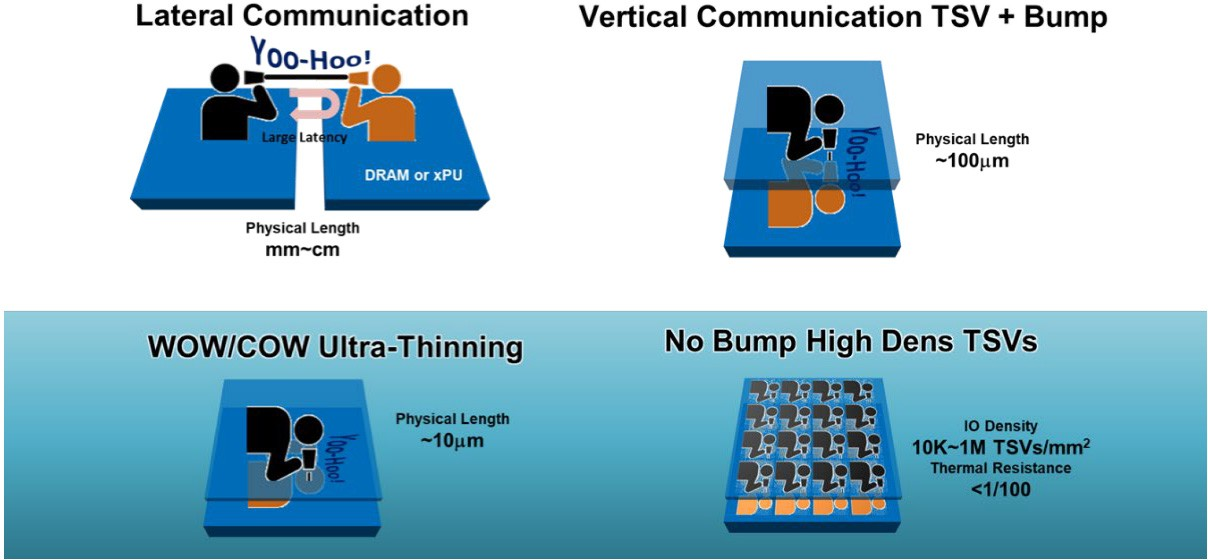 Lateral Communication
Yoo-Hoo!
Large Latency
DRAM or xPU
Physical Length
mm~cm
Vertical Communication TSV + Bump
Yoo-Hoo!
Physical Length
~100μm
WOW/COW Ultra-Thinning
Yoo-Hoo!
Physical Length
~10μm
No Bump High Dens TSVs
IO Density
10K~1M TSVs/mm²
Thermal Resistance
<1/100